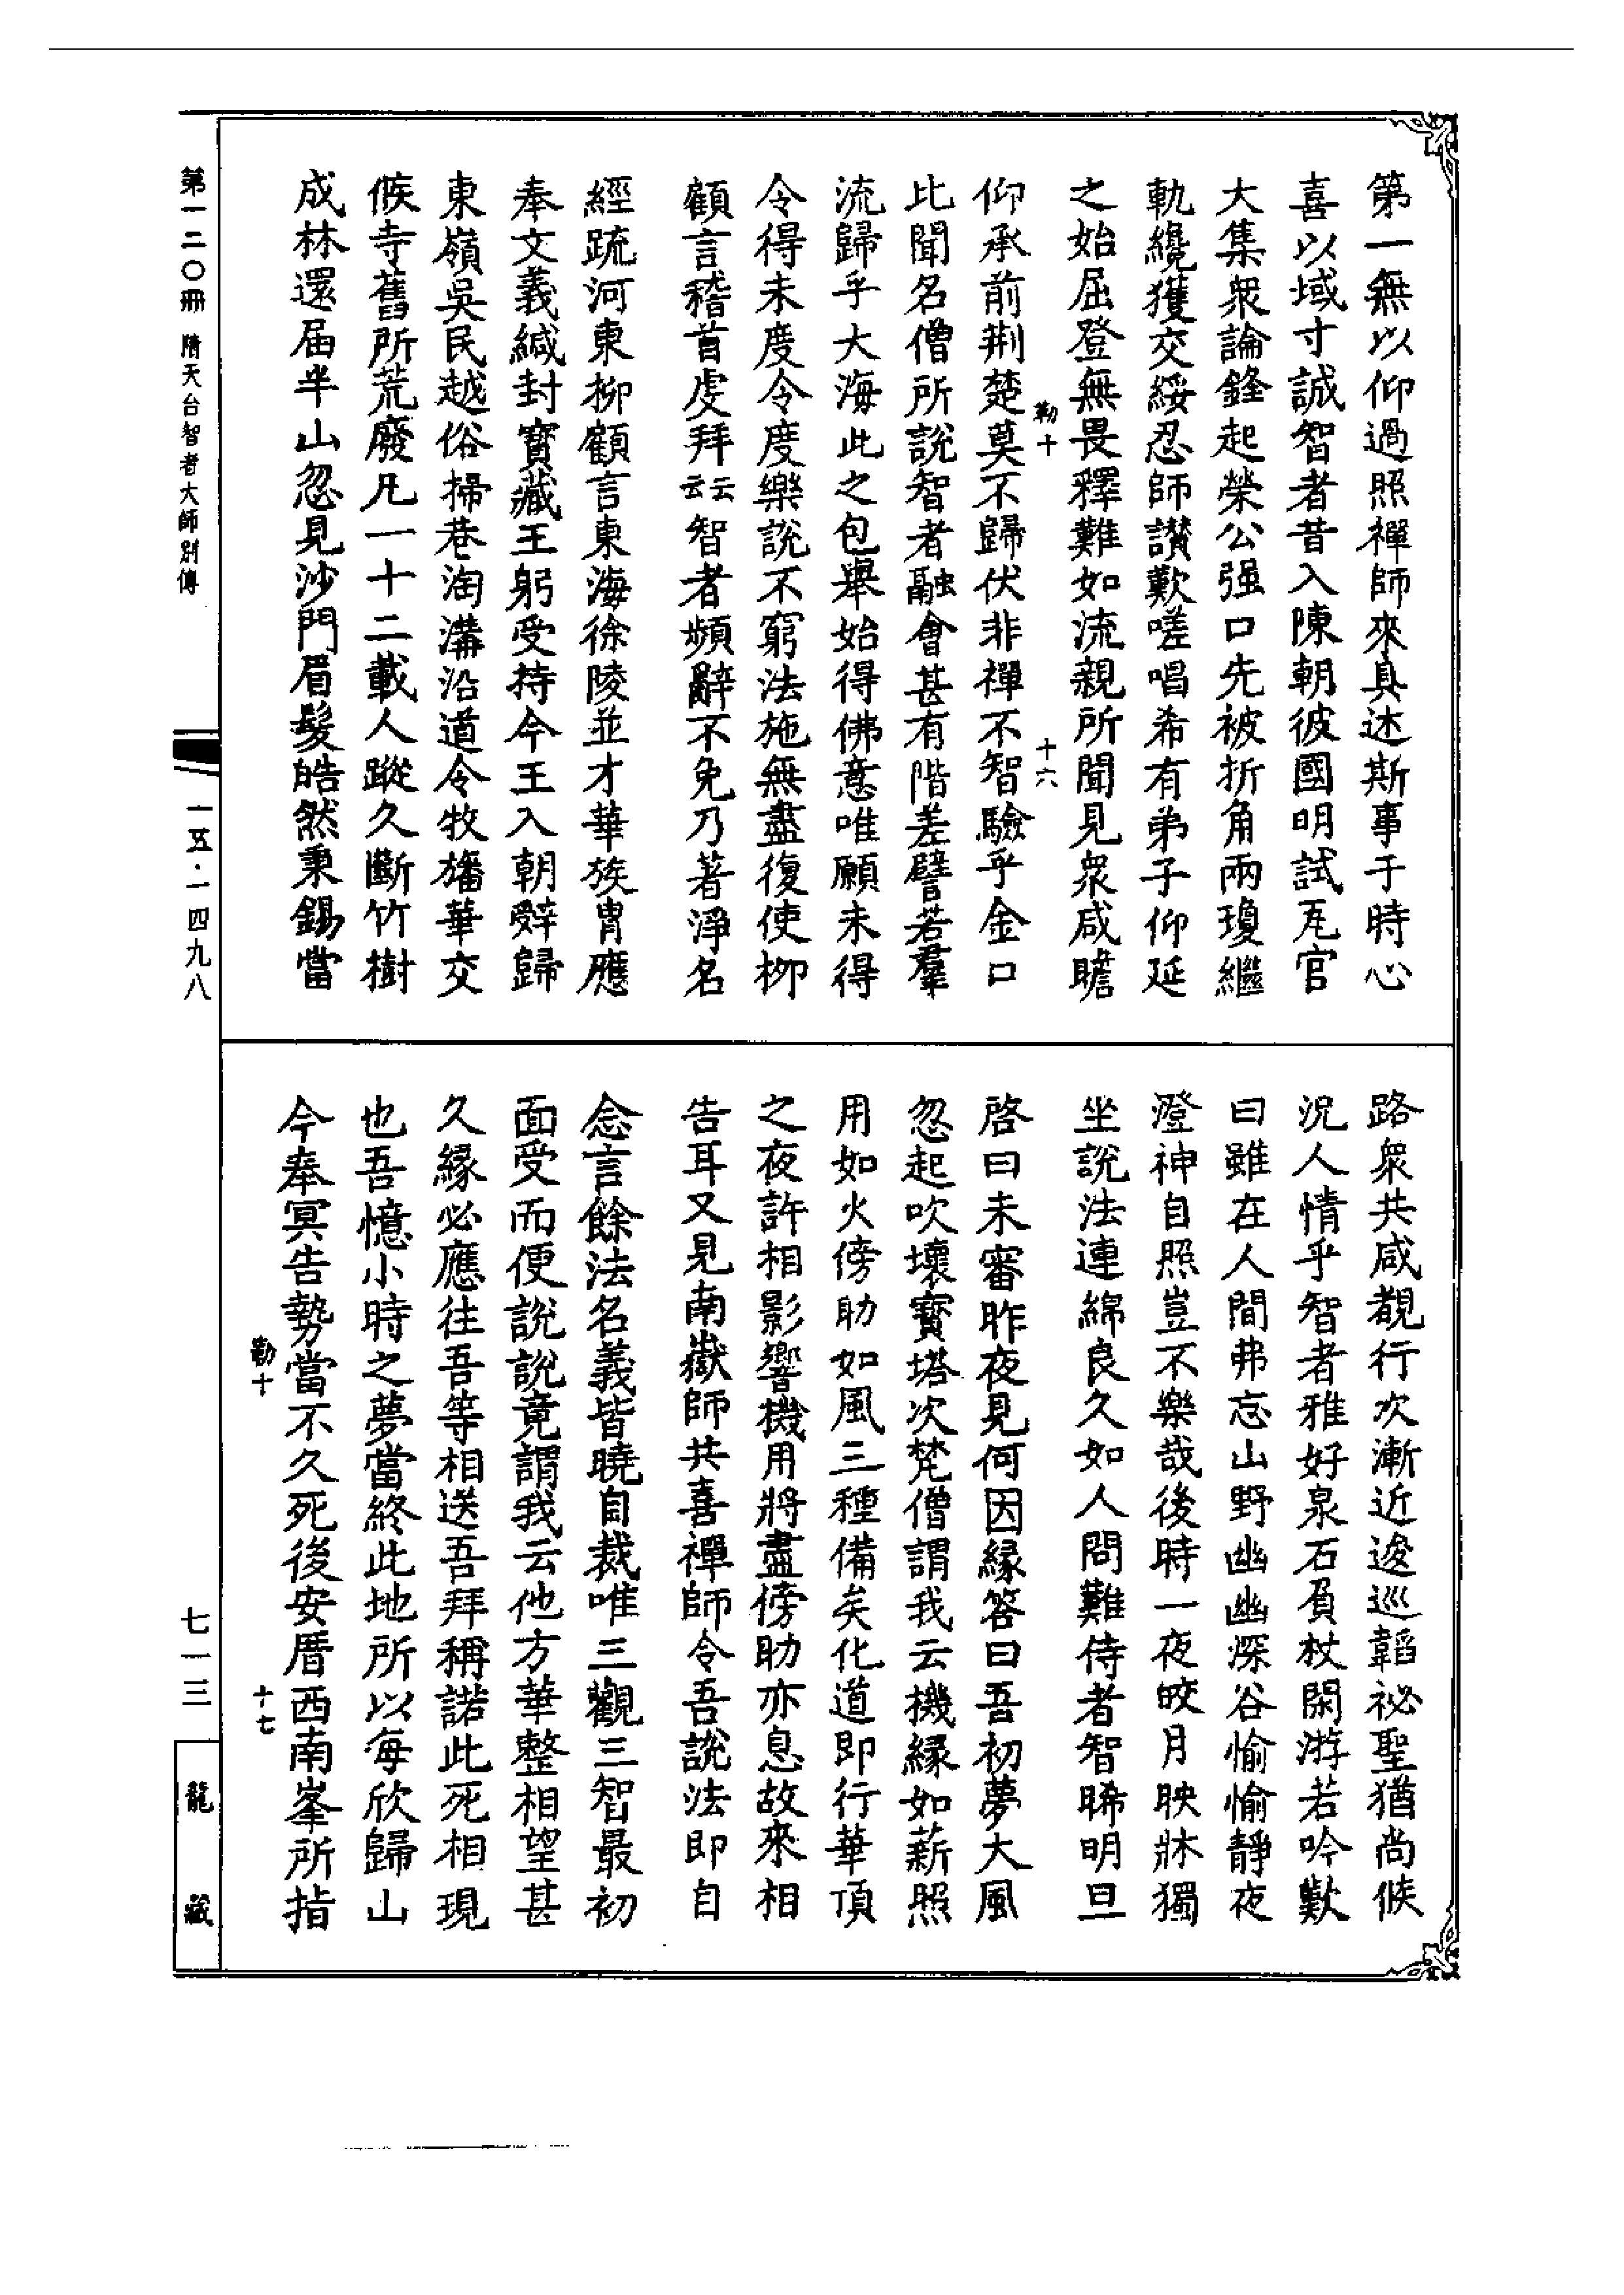 第一無以仰過照禪師來具述斯事于時心
喜以域寸誠智者昔入陳朝彼國明試瓦官
大集衆論鋒起榮公强口先被折角兩瓊繼
軌纔獲交綏忍師讚歎嗟唱希有弟子仰延
之始屈登無畏釋難如流親所聞見衆咸瞻
勒十 十六
仰承前荆楚莫不歸伏非禪不智驗乎金口
比聞名僧所說智者融會甚有階差譬若羣
流歸乎大海此之包舉始得佛意唯願未得
令得未度令度樂說不窮法施無盡復使柳
顧言稽首虔拜云云智者頻辭不免乃著淨名
經疏河東柳顧言東海徐陵並才華族胄應
奉文義緘封寶藏王躬受持今王入朝辤歸
東嶺吳民越俗掃巷淘溝沿道令牧旛華交
候寺舊所荒廢凡一十二載人蹤久斷竹樹
成林還届半山忽見沙門眉髮皓然秉錫當
路衆共咸覩行次漸近逡巡韜祕聖猶尚候
況人情乎智者雅好泉石負杖閑游若吟歎
曰雖在人間弗忘山野幽幽深谷愉愉靜夜
澄神自照豈不樂哉後時一夜皎月映牀獨
坐說法連綿良久如人問難侍者智晞明旦
啓曰未審昨夜見何因緣答曰吾初夢大風
忽起吹壞寳塔次梵僧謂我云機緣如薪照
用如火傍助如風三種備矣化道即行華頂
之夜許相影響機用將盡傍助亦息故來相
告耳又見南嶽師共喜禪師令吾說法即自
念言餘法名義皆曉自裁唯三觀三智最初
面受而便說說竟謂我云他方華整相望甚
久緣必應往吾等相送吾拜稱諾此死相現
也吾憶小時之夢當終此地所以每欣歸山
今奉冥告勢當不久死後安厝西南峯所指
勒十 十七
第一二〇冊 隋天台智者大師別傳
一五·一四九八
七一三
龍藏